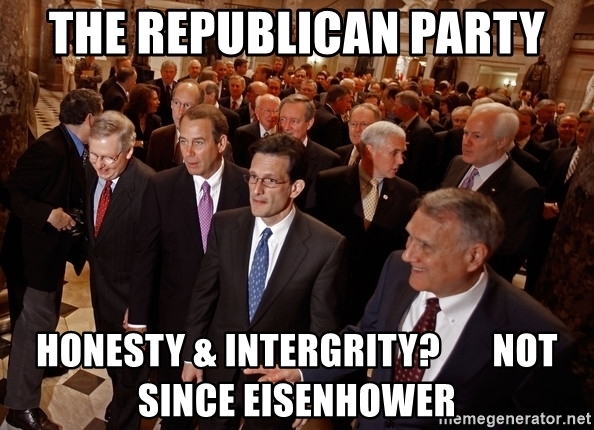 THE REPUBLICAN PARTY
HONESTY & INTERGRITY? NOT
SINCE EISENHOWER
memegenerator.net